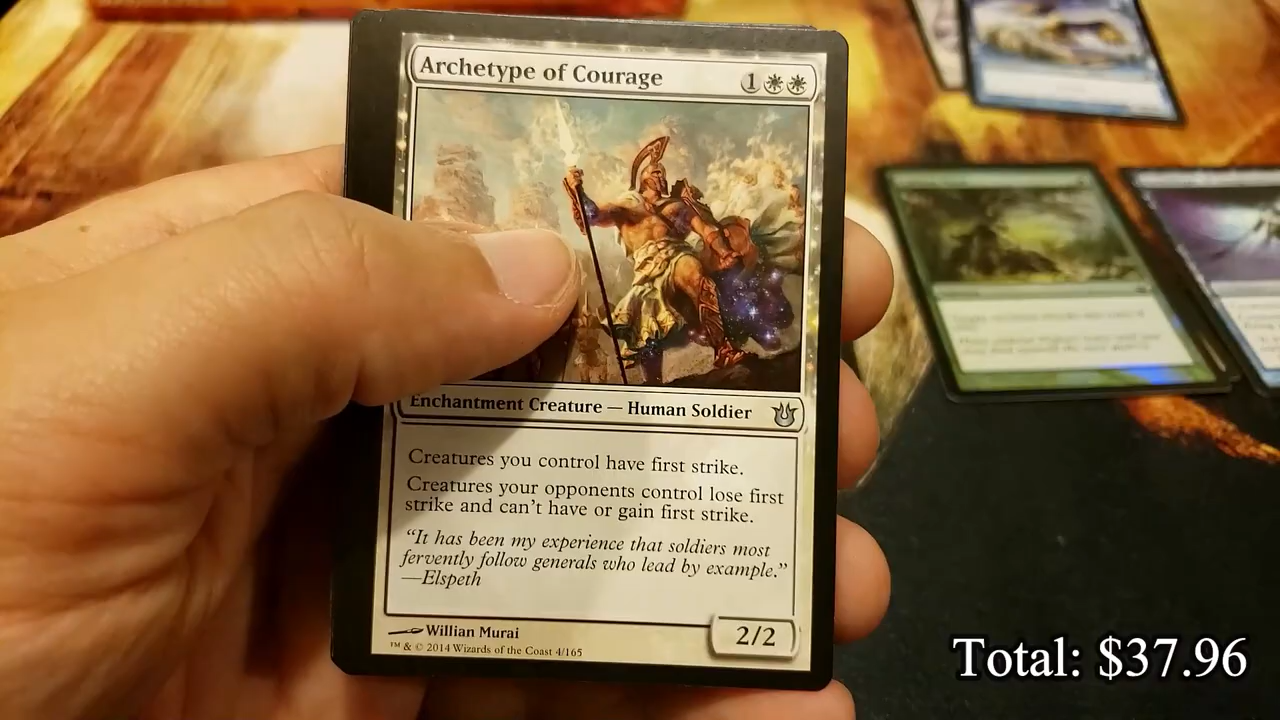 Archetype of Courage 1
Enchantment Creature — Human Soldier
Creatures you control have first strike.
Creatures your opponents control lose first
strike and can't have or gain first strike.
"It has been my experience that soldiers most
fervently follow generals who lead by example."
—Elspeth
Willian Murai
2/2
™ & © 2014 Wizards of the Coast 4/165
Total: $37.96